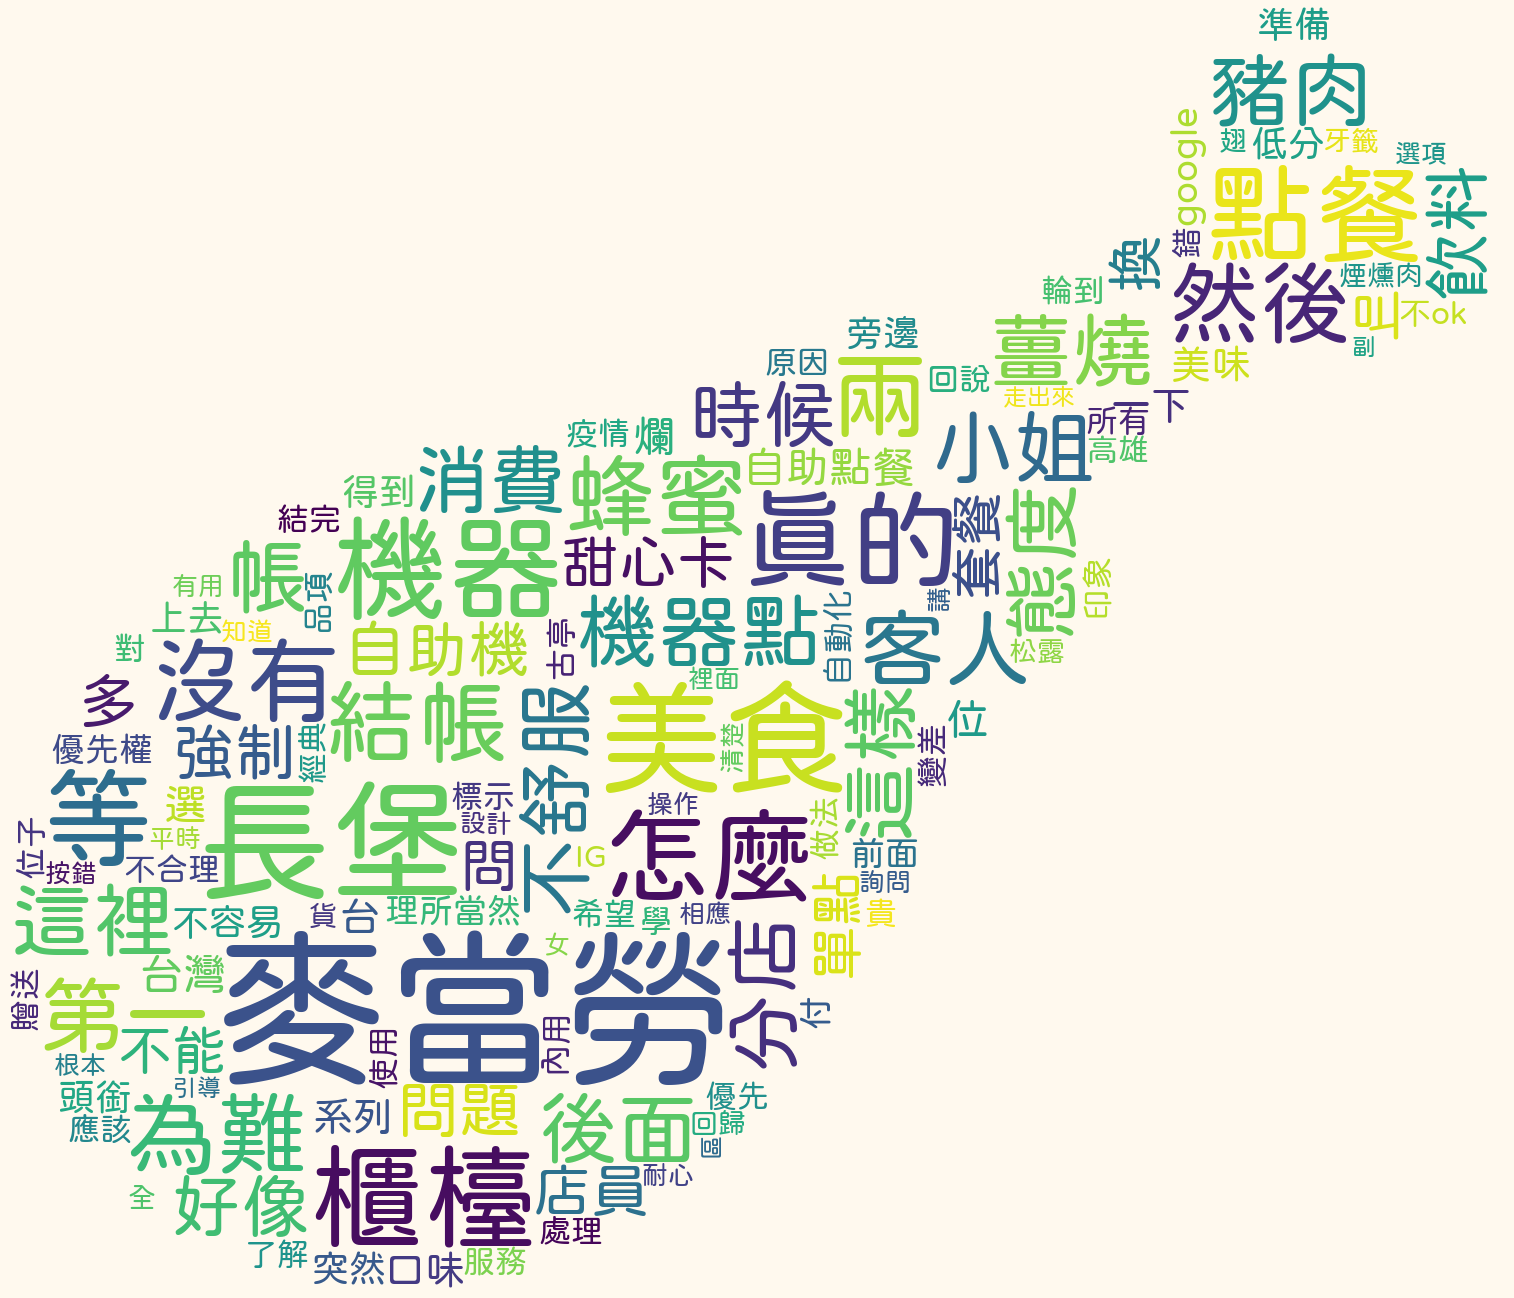 準備
豬肉
google
翅
低分
牙籤
選項
點餐
飲料
錯
換
然後
煙燻肉
輪到
叫
不ok
副
薑燒
美味
旁邊
兩
原因
回說
走出來
一下
所有
時候
小姐
高雄
疫情
爛
消費
蜂蜜
自助點餐
得到
真的
套餐
態度
結完
機器
甜心卡
帳
品項
有用
上去
知道
印象
講
自動化
機器點
古亭
自助機
客人
對
沒有
松露
裡面
多
結帳
舒服
美食
這樣
位
清楚
變差
優先權
強制
經典
等
選
長堡
標示
設計
操作
怎麼
做法
位子
平時
按錯
不合理
問
不
IG
前面
詢問
單點
貴
這裡
不容易
貨
台
理所當然
希望
學
相應
分店
女
贈送
台灣
第一
麥當勞
付
不能
使用
內用
根本
頭銜
引導
應該
為難
系列
問題
後面
優先
回歸
區
櫃檯
全
好像
店員
耐心
處理
了解
突然
口味
服務